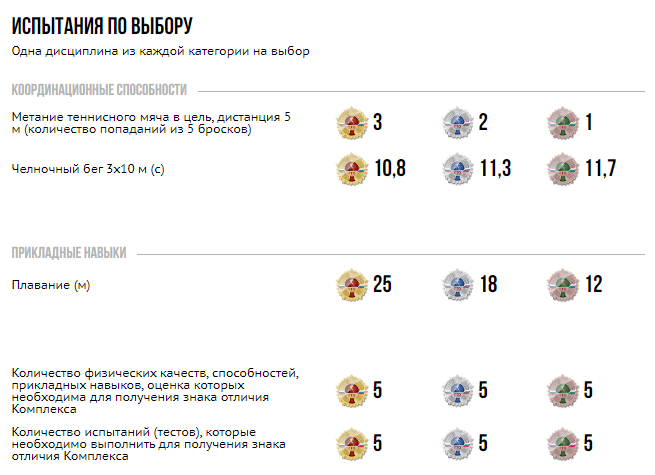 ИСПЫТАНИЯ ПО ВЫБОРУ
Одна дисциплина из каждой категории на выбор
КООРДИНАЦИОННЫЕ СПОСОБНОСТИ
Метание теннисного мяча в цель, дистанция 5
м (количество попаданий из 5 бросков)
3 2 1
Челночный бег 3х10 м (с)
10,8 11,3 11,7
ПРИКЛАДНЫЕ НАВЫКИ
Плавание (м)
25 18 12
Количество физических качеств, способностей,
прикладных навыков, оценка которых
необходима для получения знака отличия
Комплекса
5 5 5
Количество испытаний (тестов), которые
необходимо выполнить для получения знака
отличия Комплекса
5 5 5